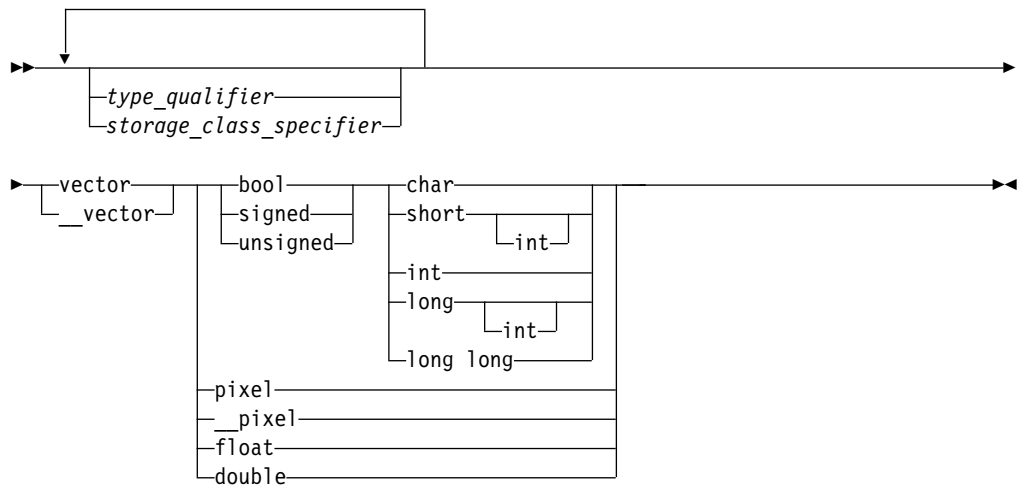 type_qualifier
storage_class_specifier
vector bool char
__vector signed short
unsigned int
int
long
int
long long
pixel
__pixel
float
double